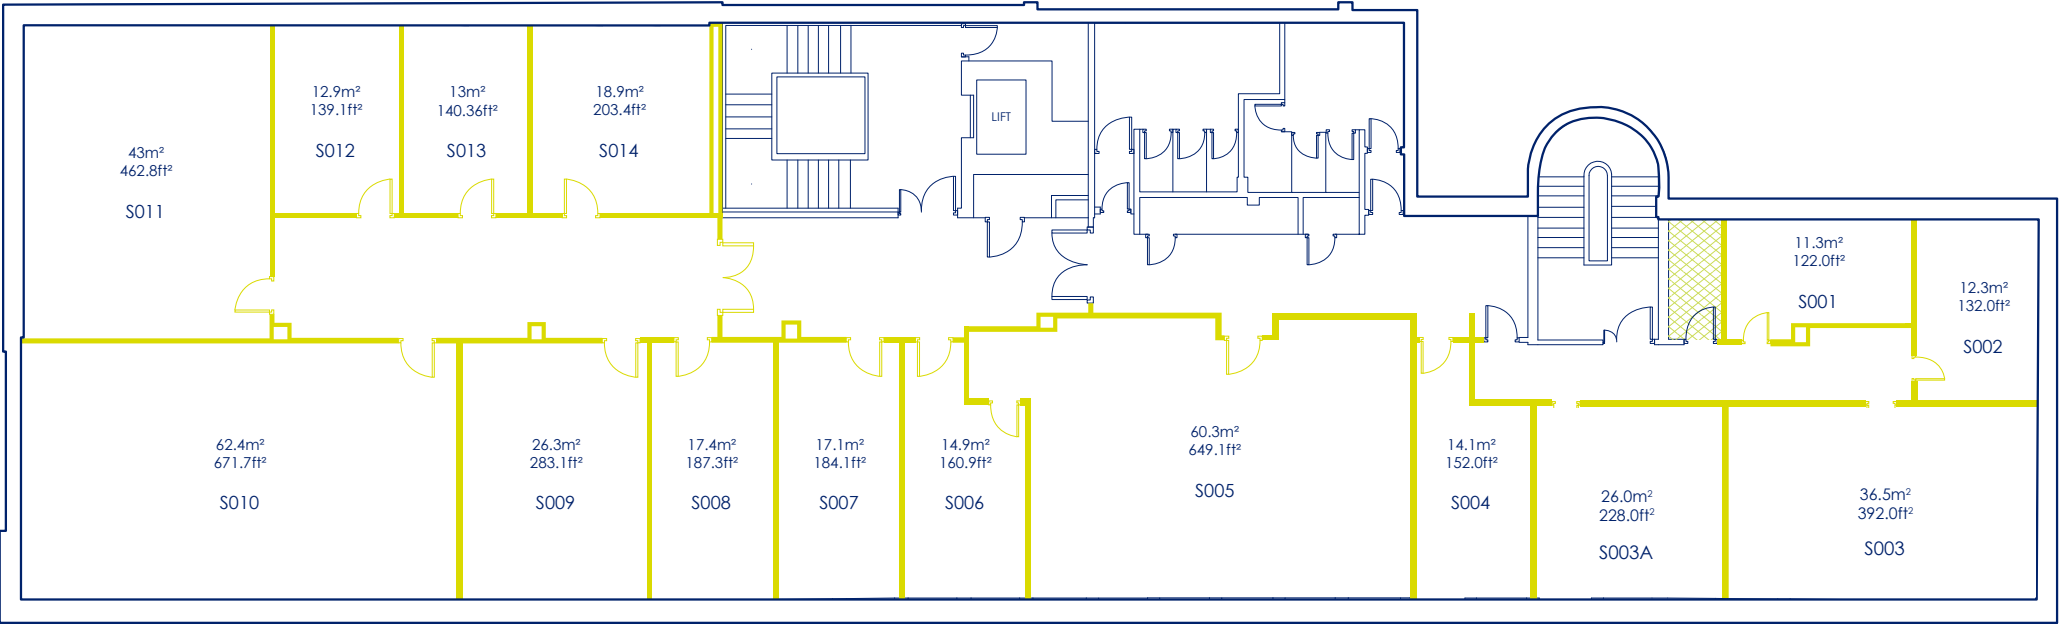 43m²
462.8ft²
S011
12.9m²
139.1ft²
S012
13m²
140.36ft²
S013
18.9m²
203.4ft²
S014
LIFT
11.3m²
122.0ft²
S001
12.3m²
132.0ft²
S002
62.4m²
671.7ft²
S010
26.3m²
283.1ft²
S009
17.4m²
187.3ft²
S008
17.1m²
184.1ft²
S007
14.9m²
160.9ft²
S006
60.3m²
649.1ft²
S005
14.1m²
152.0ft²
S004
26.0m²
228.0ft²
S003A
36.5m²
392.0ft²
S003